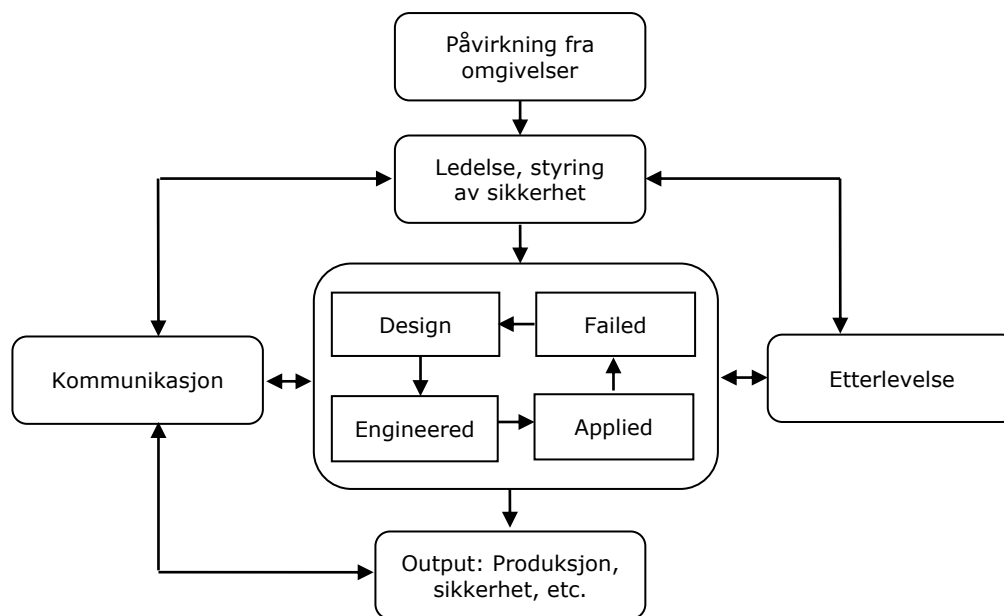 Påvirkning fra
omgivelser
Ledelse, styring
av sikkerhet
Design
Failed
Kommunikasjon
Etterlevelse
Engineered
Applied
Output: Produksjon,
sikkerhet, etc.